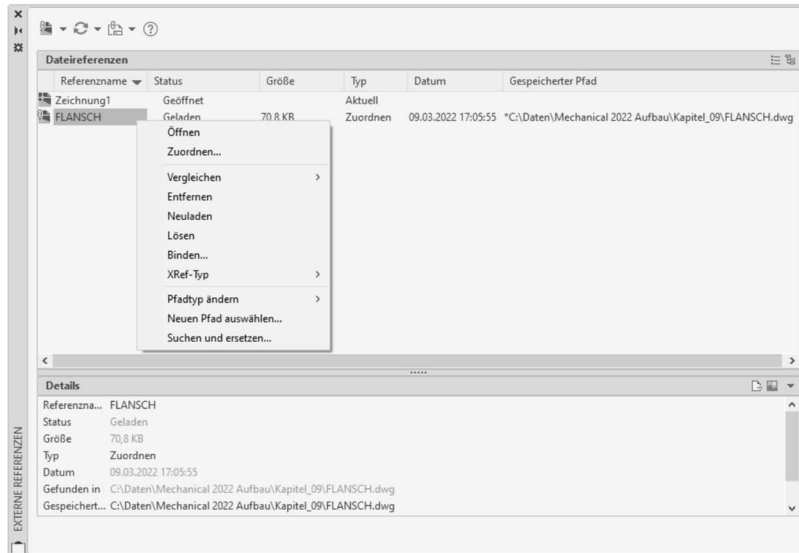 Dateireferenzen
Referenzname Status Größe Typ Datum Gespeicherter Pfad
Zeichnung1 Geöffnet Aktuell
FLANSCH Geladen 70,8 KB Zuordnen 09.03.2022 17:05:55 *C:\Daten\Mechanical 2022 Aufbau\Kapitel_09\FLANSCH.dwg
Öffnen
Zuordnen...
Vergleichen
Entfernen
Neuladen
Lösen
Binden...
XRef-Typ
Pfadtyp ändern
Neuen Pfad auswählen...
Suchen und ersetzen...
Details
Referenzna... FLANSCH
Status Geladen
Größe 70,8 KB
Typ Zuordnen
Datum 09.03.2022 17:05:55
Gefunden in C:\Daten\Mechanical 2022 Aufbau\Kapitel_09\FLANSCH.dwg
Gespeichert... C:\Daten\Mechanical 2022 Aufbau\Kapitel_09\FLANSCH.dwg
EXTERNE REFERENZEN